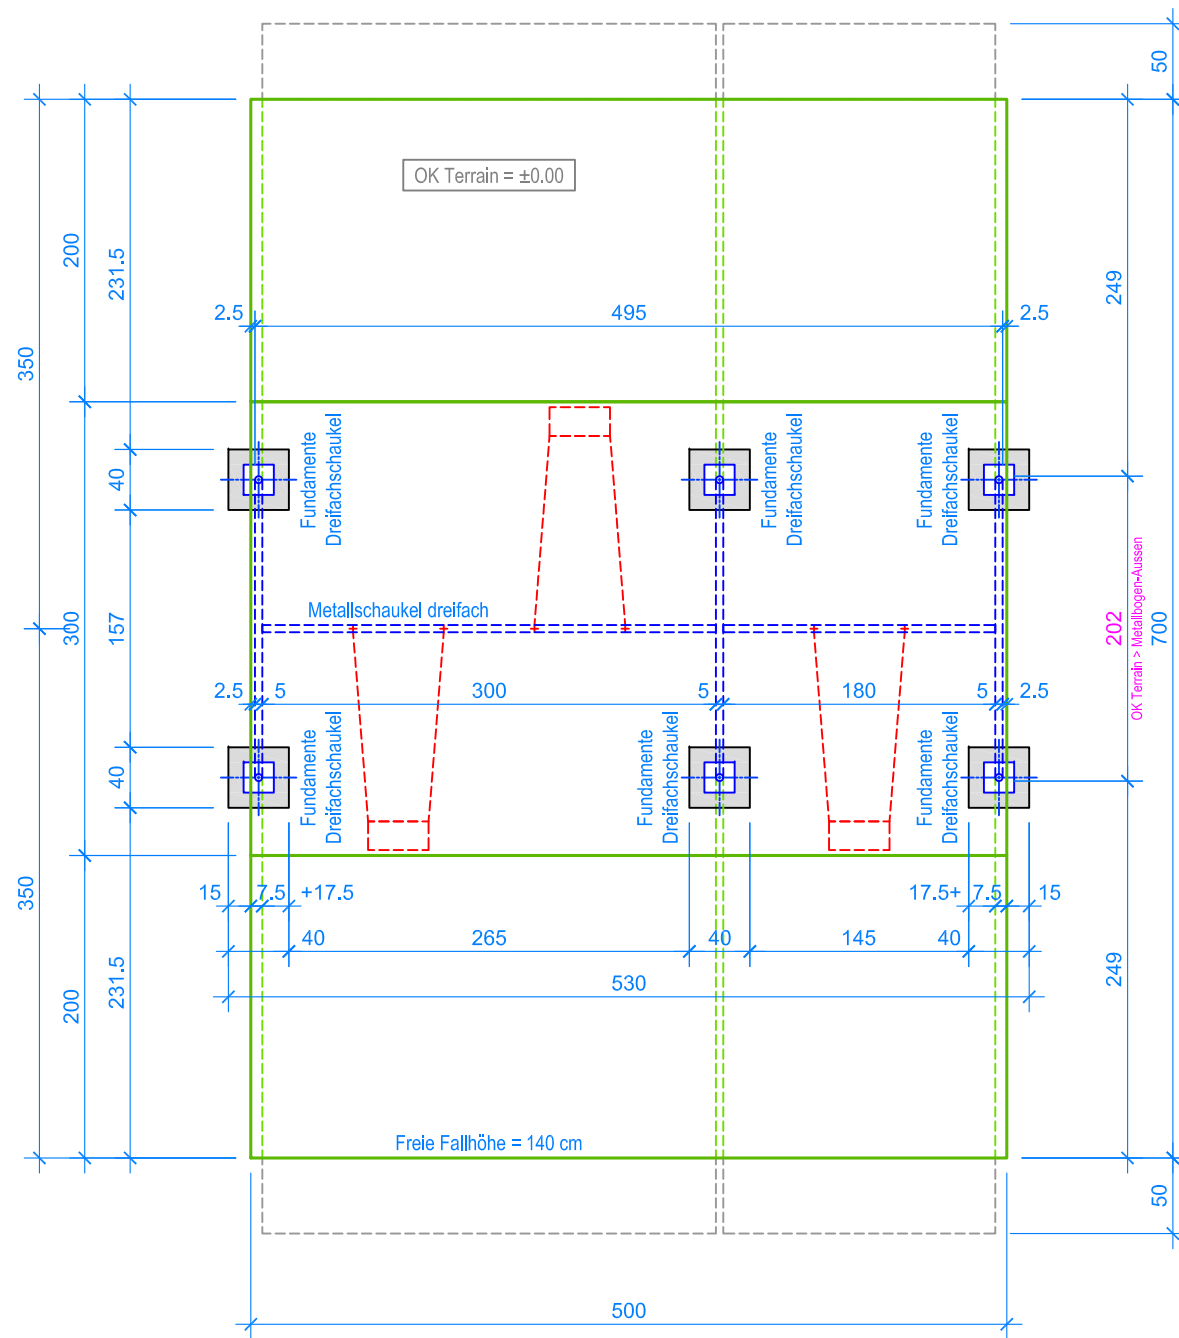 50
OK Terrain = ±0.00
200
231.5
249
2.5
495
2.5
350
Fundamente
Dreifachschaukel
Fundamente
Dreifachschaukel
Fundamente
Dreifachschaukel
40
Metallschaukel dreifach
300
157
202
OK Terrain > Metallbogen-Aussen
700
2.5
5
300
5
180
5
2.5
Fundamente
Dreifachschaukel
Fundamente
Dreifachschaukel
Fundamente
Dreifachschaukel
40
350
15
7.5
+17.5
17.5+
7.5
15
40
265
40
145
40
200
231.5
249
530
Freie Fallhöhe = 140 cm
50
500